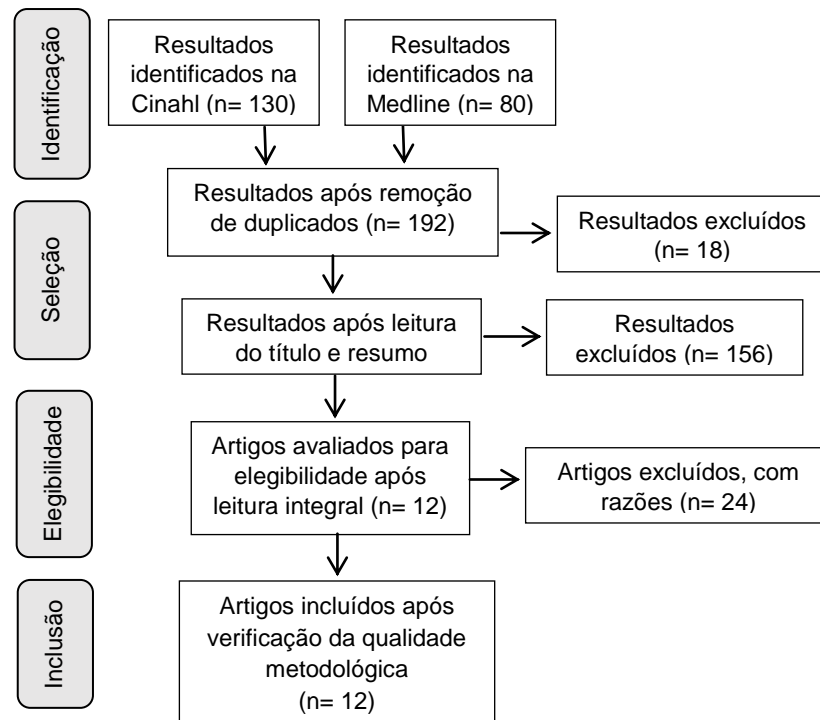 Identificação
Resultados
identificados na
Cinahl (n= 130)
Resultados
identificados na
Medline (n= 80)
Resultados após remoção
de duplicados (n= 192)
Resultados excluídos
(n= 18)
Seleção
Resultados após leitura
do título e resumo
Resultados
excluídos (n= 156)
Elegibilidade
Artigos avaliados para
elegibilidade após
leitura integral (n= 12)
Artigos excluídos, com
razões (n= 24)
Inclusão
Artigos incluídos após
verificação da qualidade
metodológica
(n= 12)